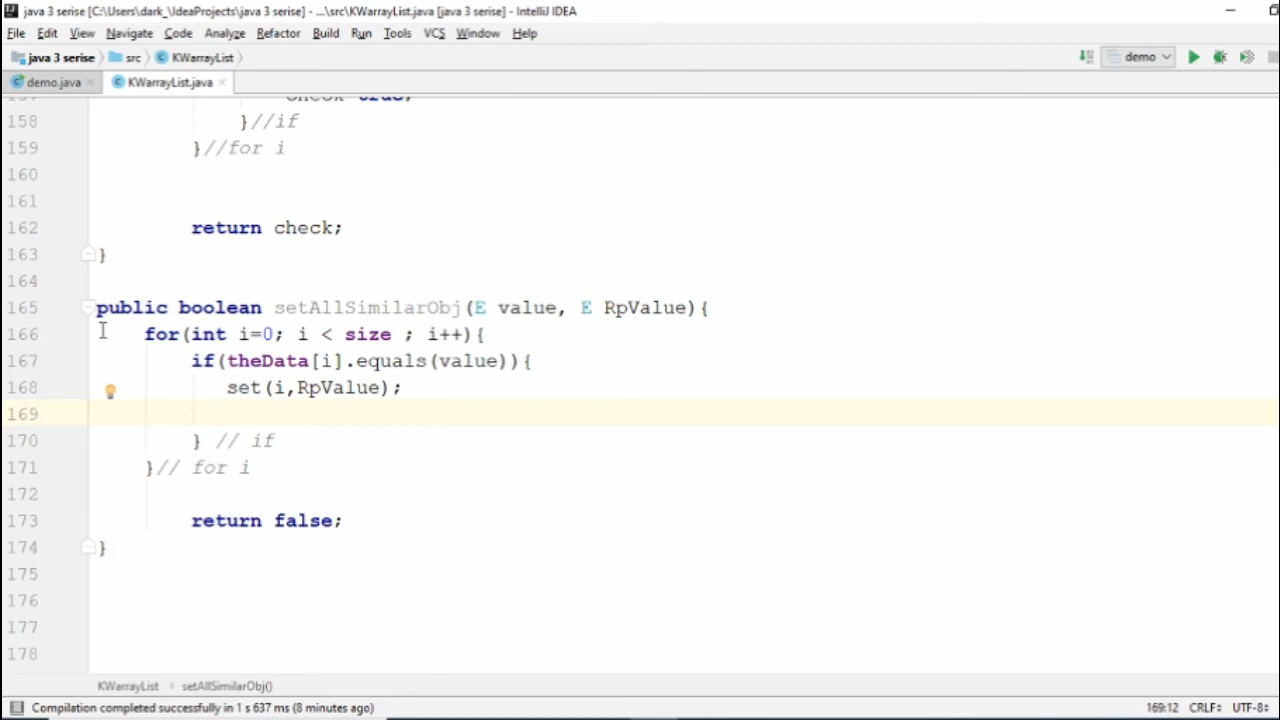 java 3 serise [C:\Users\dark_\IdeaProjects\java 3 serise] - ...\src\KWarrayList.java [java 3 serise] - IntelliJ IDEA
File Edit View Navigate Code Analyze Refactor Build Run Tools VCS Window Help
java 3 serise src KWarrayList demo
demo.java KWarrayList.java
158 }//if
159 }//for i
160
161
162 return check;
163 }
164
165 public boolean setAllSimilarObj(E value, E RpValue){
166 for(int i=0; i < size ; i++){
167 if(theData[i].equals(value)){
168 set(i,RpValue);
169
170 } // if
171 }// for i
172
173 return false;
174 }
175
176
177
178
KWarrayList setAllSimilarObj()
Compilation completed successfully in 1 s 637 ms (8 minutes ago) 169:12 CRLF UTF-8